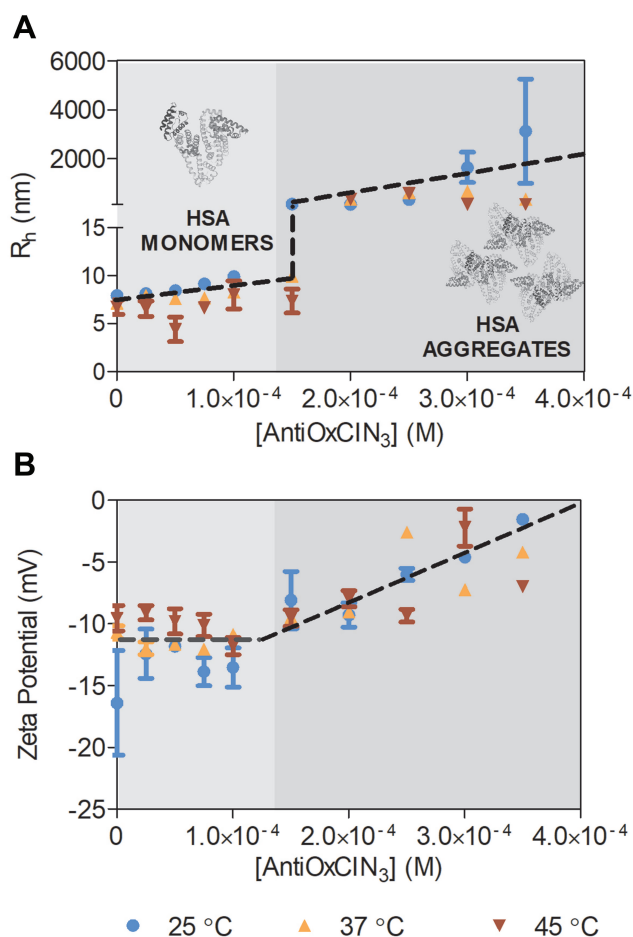 A
6000
4000
2000
15
10
5
0
R_h (nm)
HSA
MONOMERS
HSA
AGGREGATES
0 1.0×10⁻⁴ 2.0×10⁻⁴ 3.0×10⁻⁴ 4.0×10⁻⁴
[AntiOxCIN₃] (M)
B
0
-5
-10
-15
-20
-25
Zeta Potential (mV)
0 1.0×10⁻⁴ 2.0×10⁻⁴ 3.0×10⁻⁴ 4.0×10⁻⁴
[AntiOxCIN₃] (M)
25 °C 37 °C 45 °C